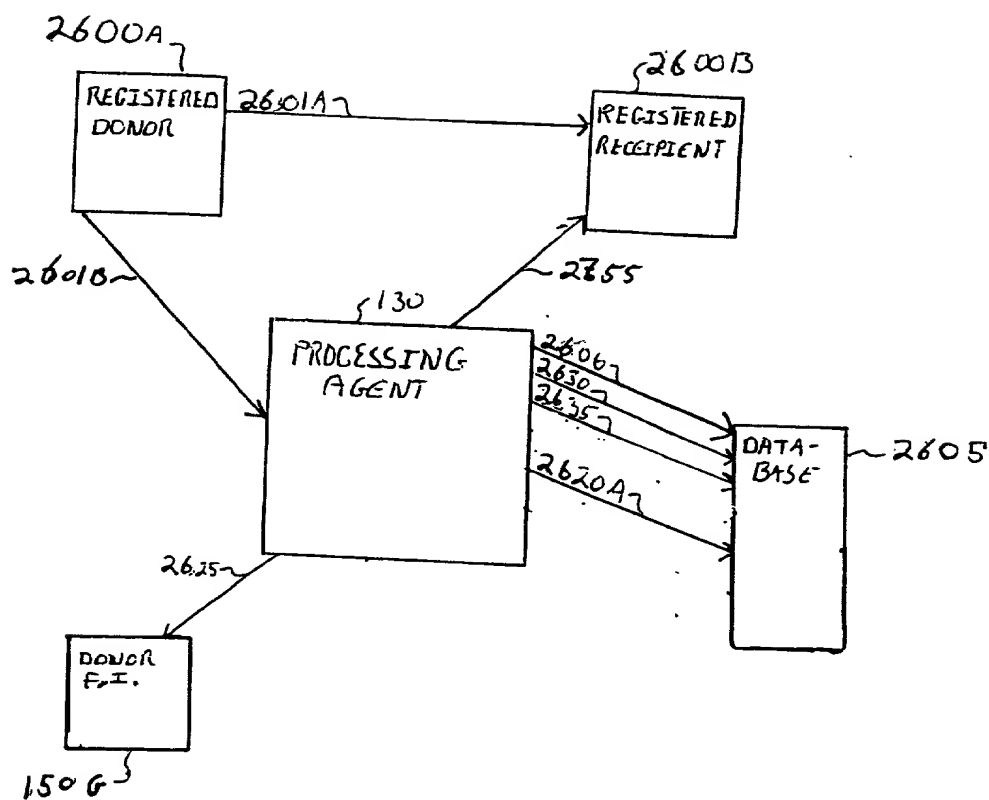 2600A
2600B
REGISTERED
DONOR
2601A
REGISTERED
RECEIPIENT
2601B
2755
130
PROCESSING
AGENT
2606
2630
2635
2620A
DATA-
BASE
2605
2625
DONOR
F.I.
150G